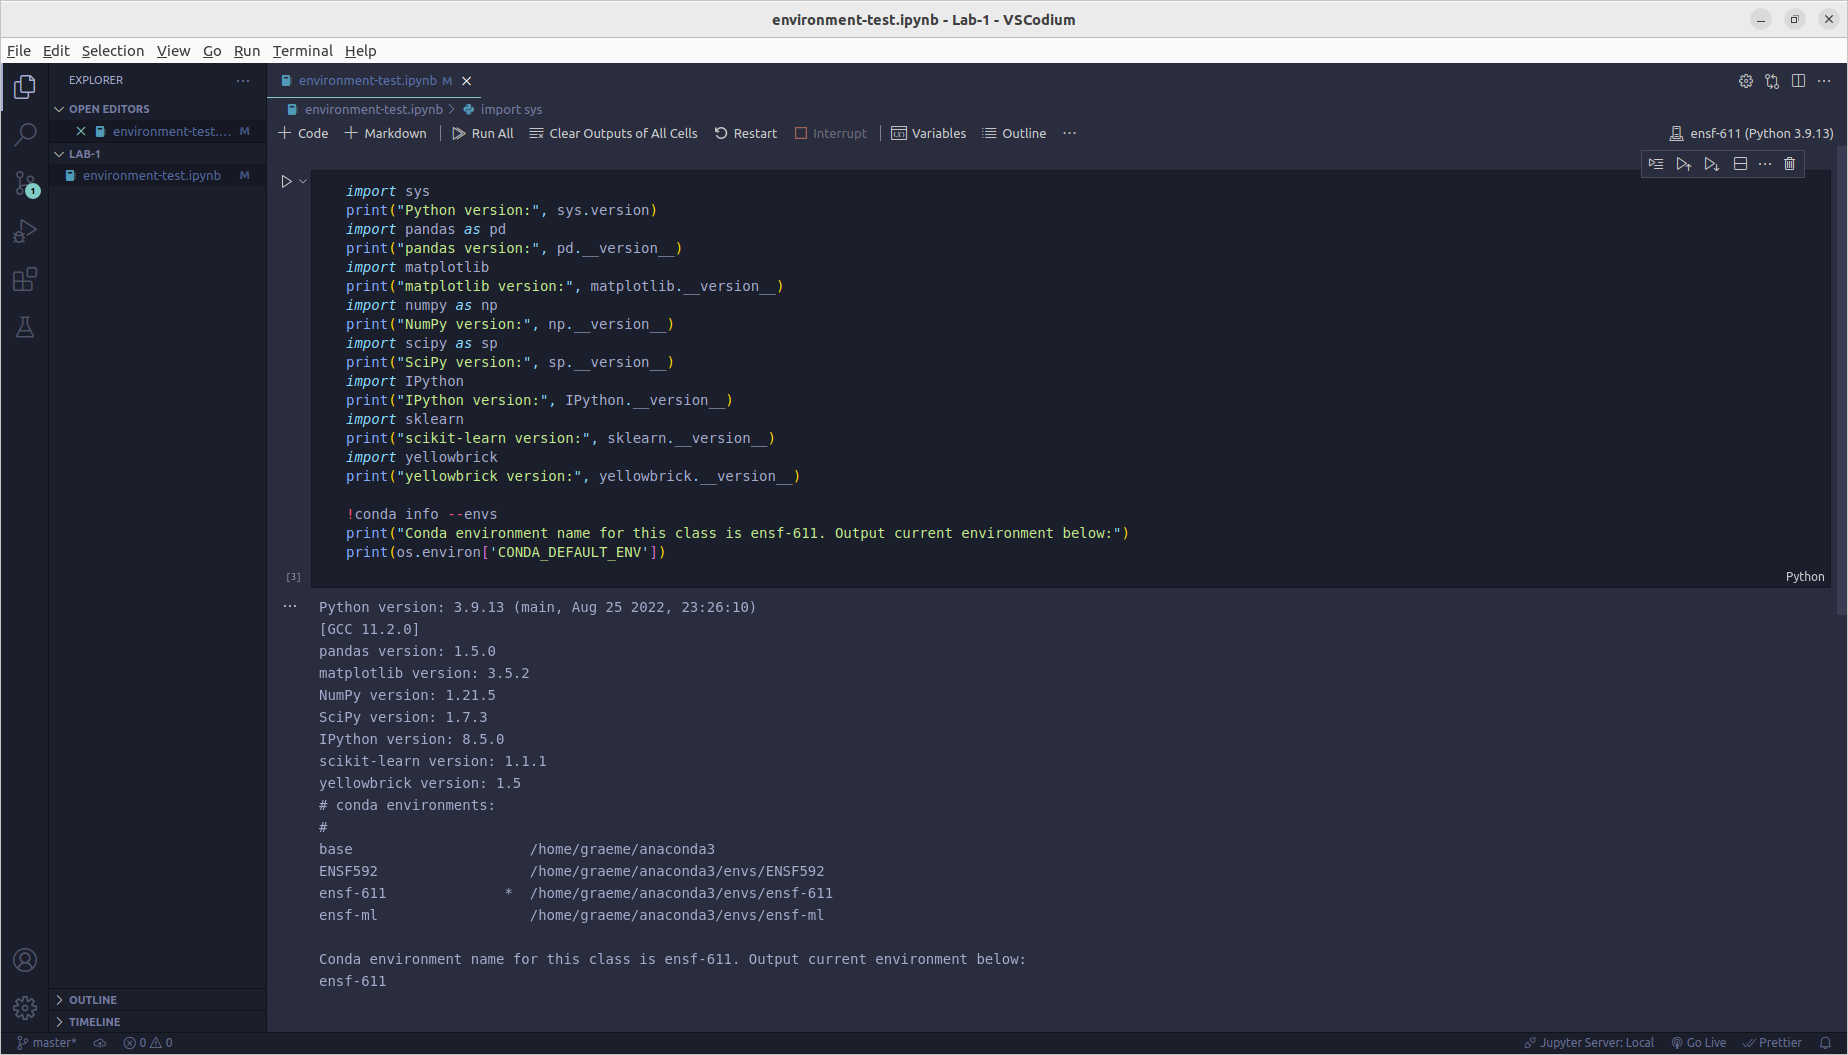 environment-test.ipynb - Lab-1 - VSCodium
File Edit Selection View Go Run Terminal Help
EXPLORER
OPEN EDITORS
environment-test.... M
LAB-1
environment-test.ipynb M
1
OUTLINE
TIMELINE
environment-test.ipynb M
environment-test.ipynb > import sys
Code Markdown Run All Clear Outputs of All Cells Restart Interrupt Variables Outline ... ensf-611 (Python 3.9.13)
import sys
print("Python version:", sys.version)
import pandas as pd
print("pandas version:", pd.__version__)
import matplotlib
print("matplotlib version:", matplotlib.__version__)
import numpy as np
print("NumPy version:", np.__version__)
import scipy as sp
print("SciPy version:", sp.__version__)
import IPython
print("IPython version:", IPython.__version__)
import sklearn
print("scikit-learn version:", sklearn.__version__)
import yellowbrick
print("yellowbrick version:", yellowbrick.__version__)
!conda info --envs
print("Conda environment name for this class is ensf-611. Output current environment below:")
print(os.environ['CONDA_DEFAULT_ENV'])
[3] Python
Python version: 3.9.13 (main, Aug 25 2022, 23:26:10)
[GCC 11.2.0]
pandas version: 1.5.0
matplotlib version: 3.5.2
NumPy version: 1.21.5
SciPy version: 1.7.3
IPython version: 8.5.0
scikit-learn version: 1.1.1
yellowbrick version: 1.5
# conda environments:
#
base /home/graeme/anaconda3
ENSF592 /home/graeme/anaconda3/envs/ENSF592
ensf-611 * /home/graeme/anaconda3/envs/ensf-611
ensf-ml /home/graeme/anaconda3/envs/ensf-ml
Conda environment name for this class is ensf-611. Output current environment below:
ensf-611
master* 0 0 Jupyter Server: Local Go Live Prettier